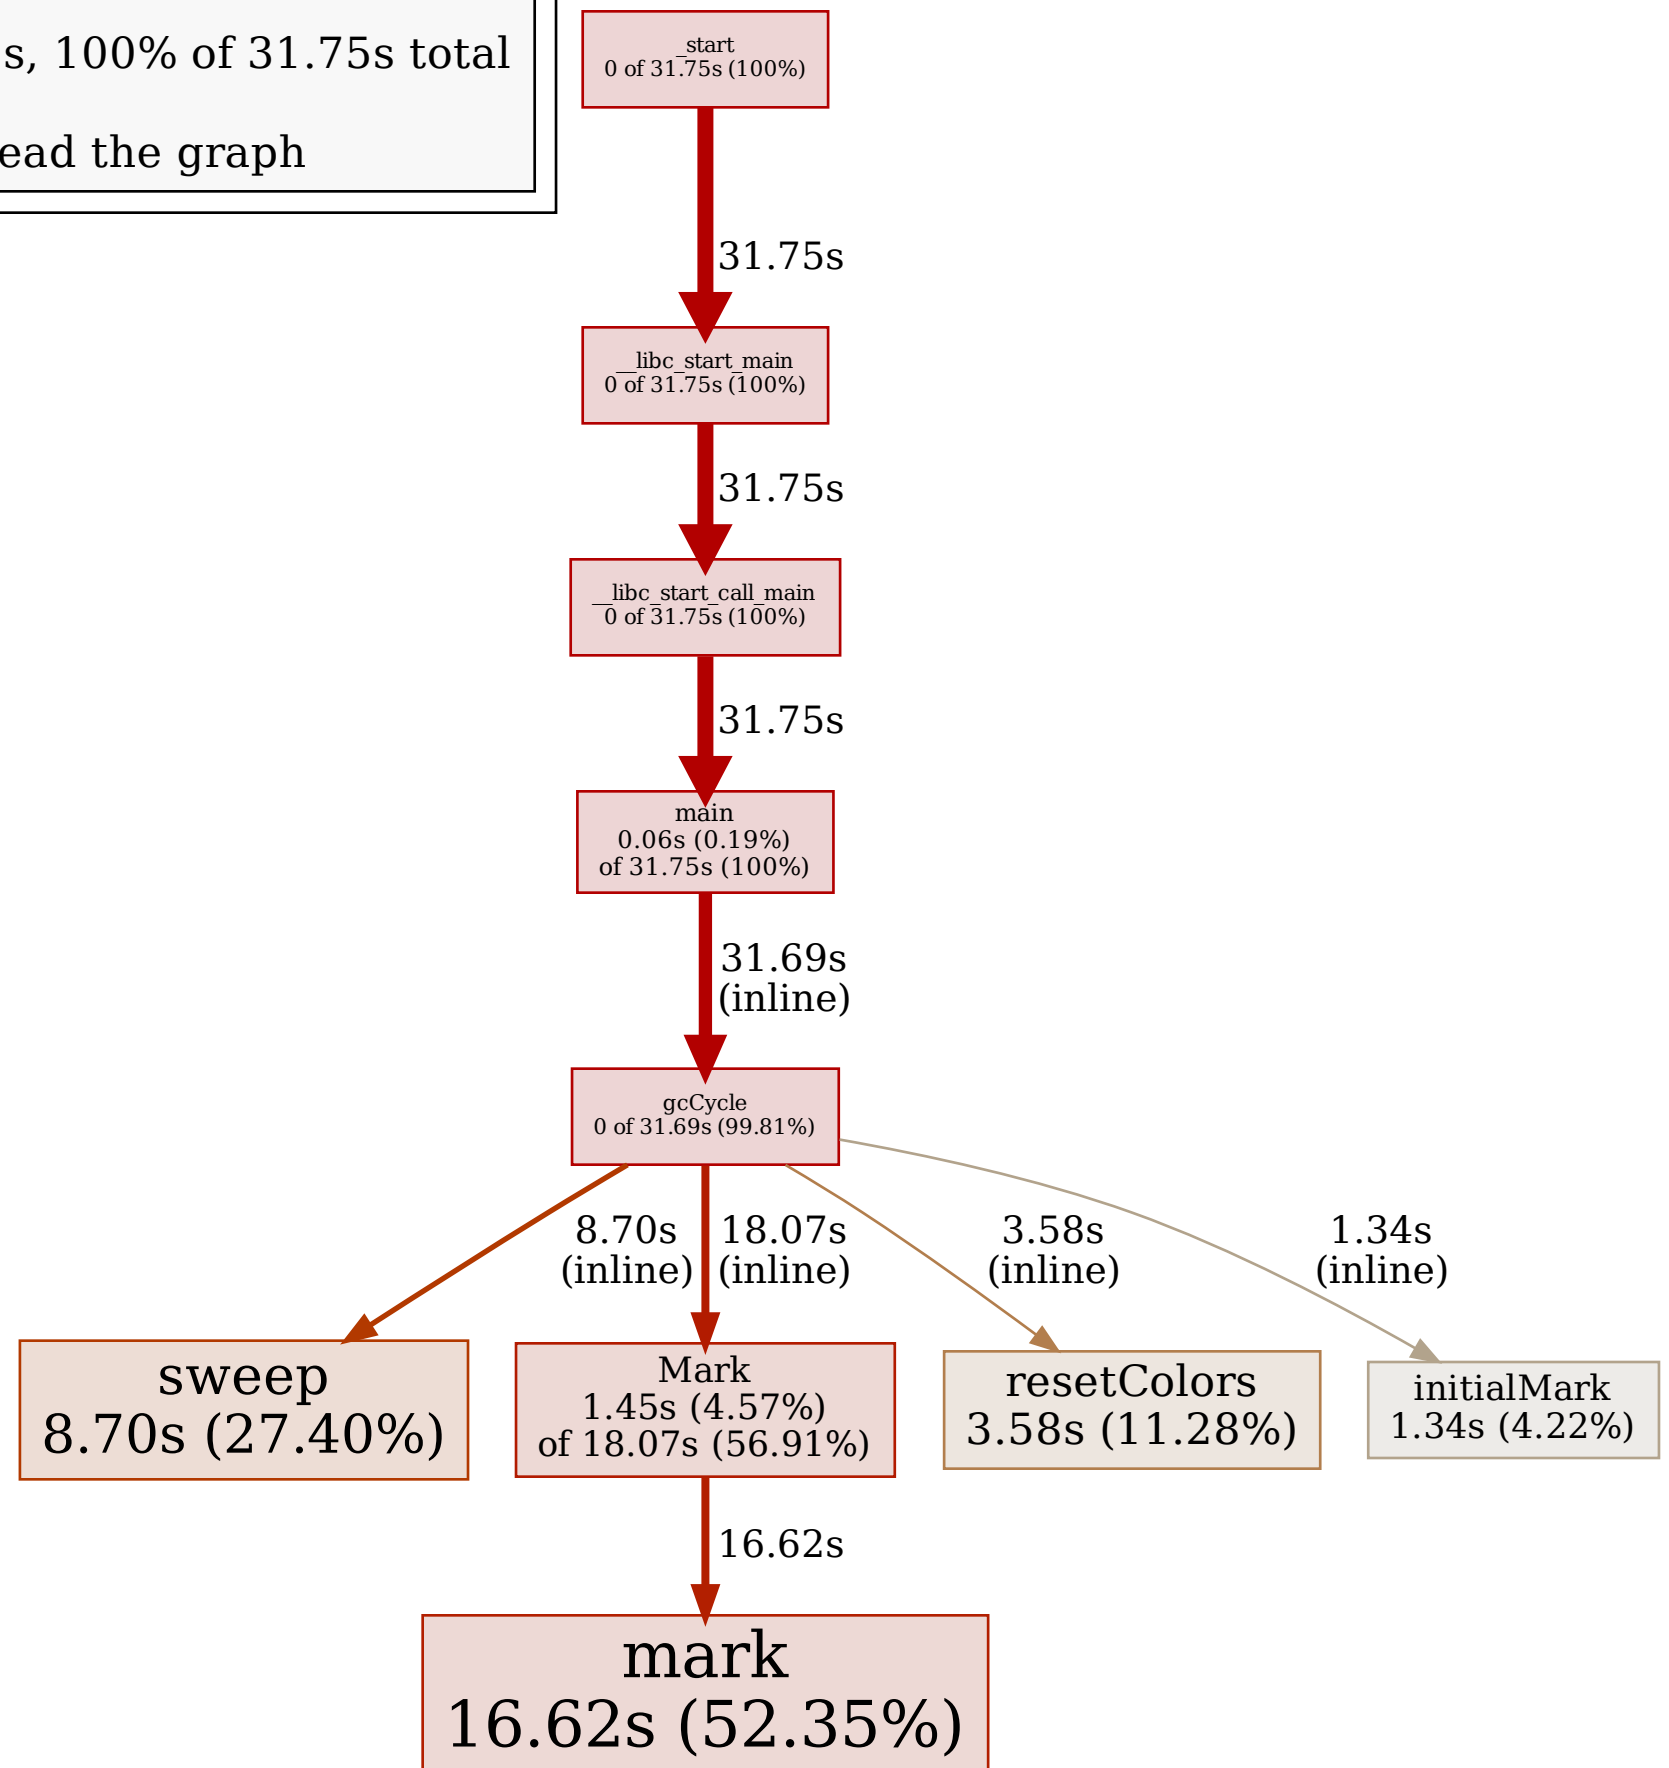 s, 100% of 31.75s total
ead the graph
_start
0 of 31.75s (100%)
31.75s
__libc_start_main
0 of 31.75s (100%)
31.75s
__libc_start_call_main
0 of 31.75s (100%)
31.75s
main
0.06s (0.19%)
of 31.75s (100%)
31.69s
(inline)
gcCycle
0 of 31.69s (99.81%)
8.70s
(inline)
18.07s
(inline)
3.58s
(inline)
1.34s
(inline)
sweep
8.70s (27.40%)
Mark
1.45s (4.57%)
of 18.07s (56.91%)
resetColors
3.58s (11.28%)
initialMark
1.34s (4.22%)
16.62s
mark
16.62s (52.35%)